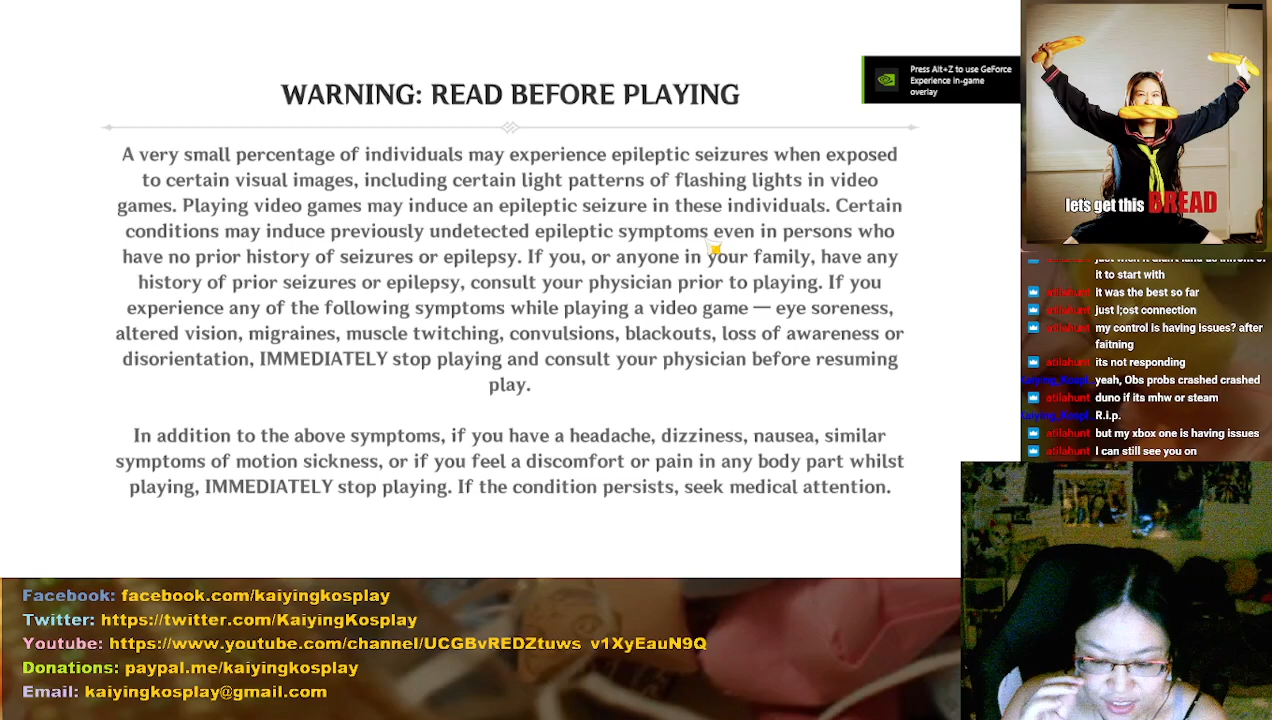 WARNING: READ BEFORE PLAYING
A very small percentage of individuals may experience epileptic seizures when exposed
to certain visual images, including certain light patterns of flashing lights in video
games. Playing video games may induce an epileptic seizure in these individuals. Certain
conditions may induce previously undetected epileptic symptoms even in persons who
have no prior history of seizures or epilepsy. If you, or anyone in your family, have any
history of prior seizures or epilepsy, consult your physician prior to playing. If you
experience any of the following symptoms while playing a video game — eye soreness,
altered vision, migraines, muscle twitching, convulsions, blackouts, loss of awareness or
disorientation, IMMEDIATELY stop playing and consult your physician before resuming
play.
In addition to the above symptoms, if you have a headache, dizziness, nausea, similar
symptoms of motion sickness, or if you feel a discomfort or pain in any body part whilst
playing, IMMEDIATELY stop playing. If the condition persists, seek medical attention.
Press Alt+Z to use GeForce
Experience in-game
overlay
lets get this BREAD
it to start with
atilahunt it was the best so far
atilahunt just l;ost connection
atilahunt my control is having issues? after
faitning
atilahunt its not responding
yeah, Obs probs crashed crashed
atilahunt duno if its mhw or steam
R.i.p.
atilahunt but my xbox one is having issues
atilahunt I can still see you on
Facebook: facebook.com/kaiyingkosplay
Twitter: https://twitter.com/KaiyingKosplay
Youtube: https://www.youtube.com/channel/UCGBvREDZtuws_v1XyEauN9Q
Donations: paypal.me/kaiyingkosplay
Email: kaiyingkosplay@gmail.com